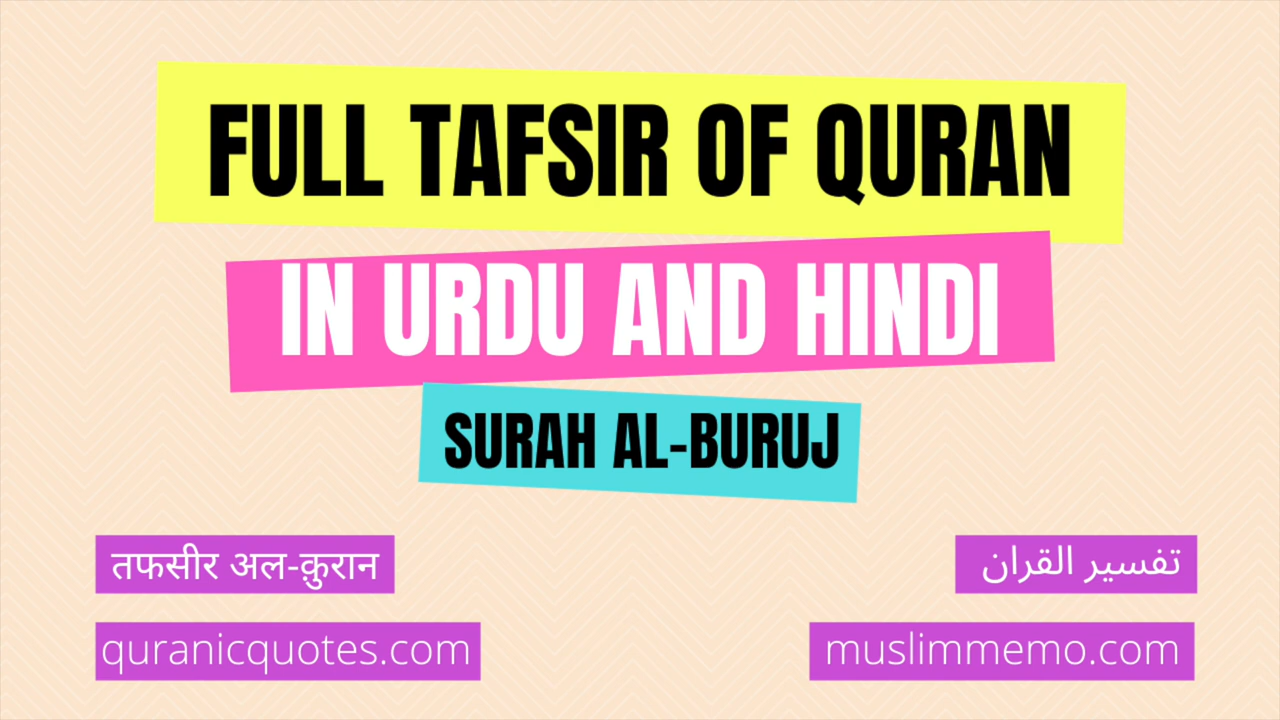 FULL TAFSIR OF QURAN
IN URDU AND HINDI
SURAH AL-BURUJ
तफसीर अल-क़ुरान
تفسير القران
quranicquotes.com
muslimmemo.com